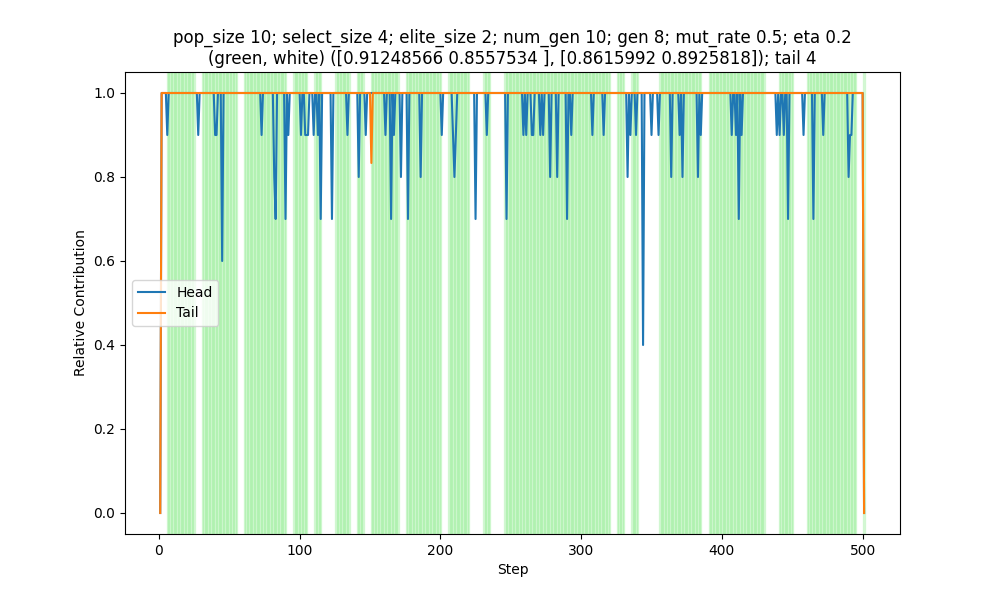 pop_size 10; select_size 4; elite_size 2; num_gen 10; gen 8; mut_rate 0.5; eta 0.2
(green, white) ([0.91248566 0.8557534 ], [0.8615992 0.8925818]); tail 4
1.0
0.8
0.6
0.4
0.2
0.0
Relative Contribution
Head
Tail
0
100
200
300
400
500
Step